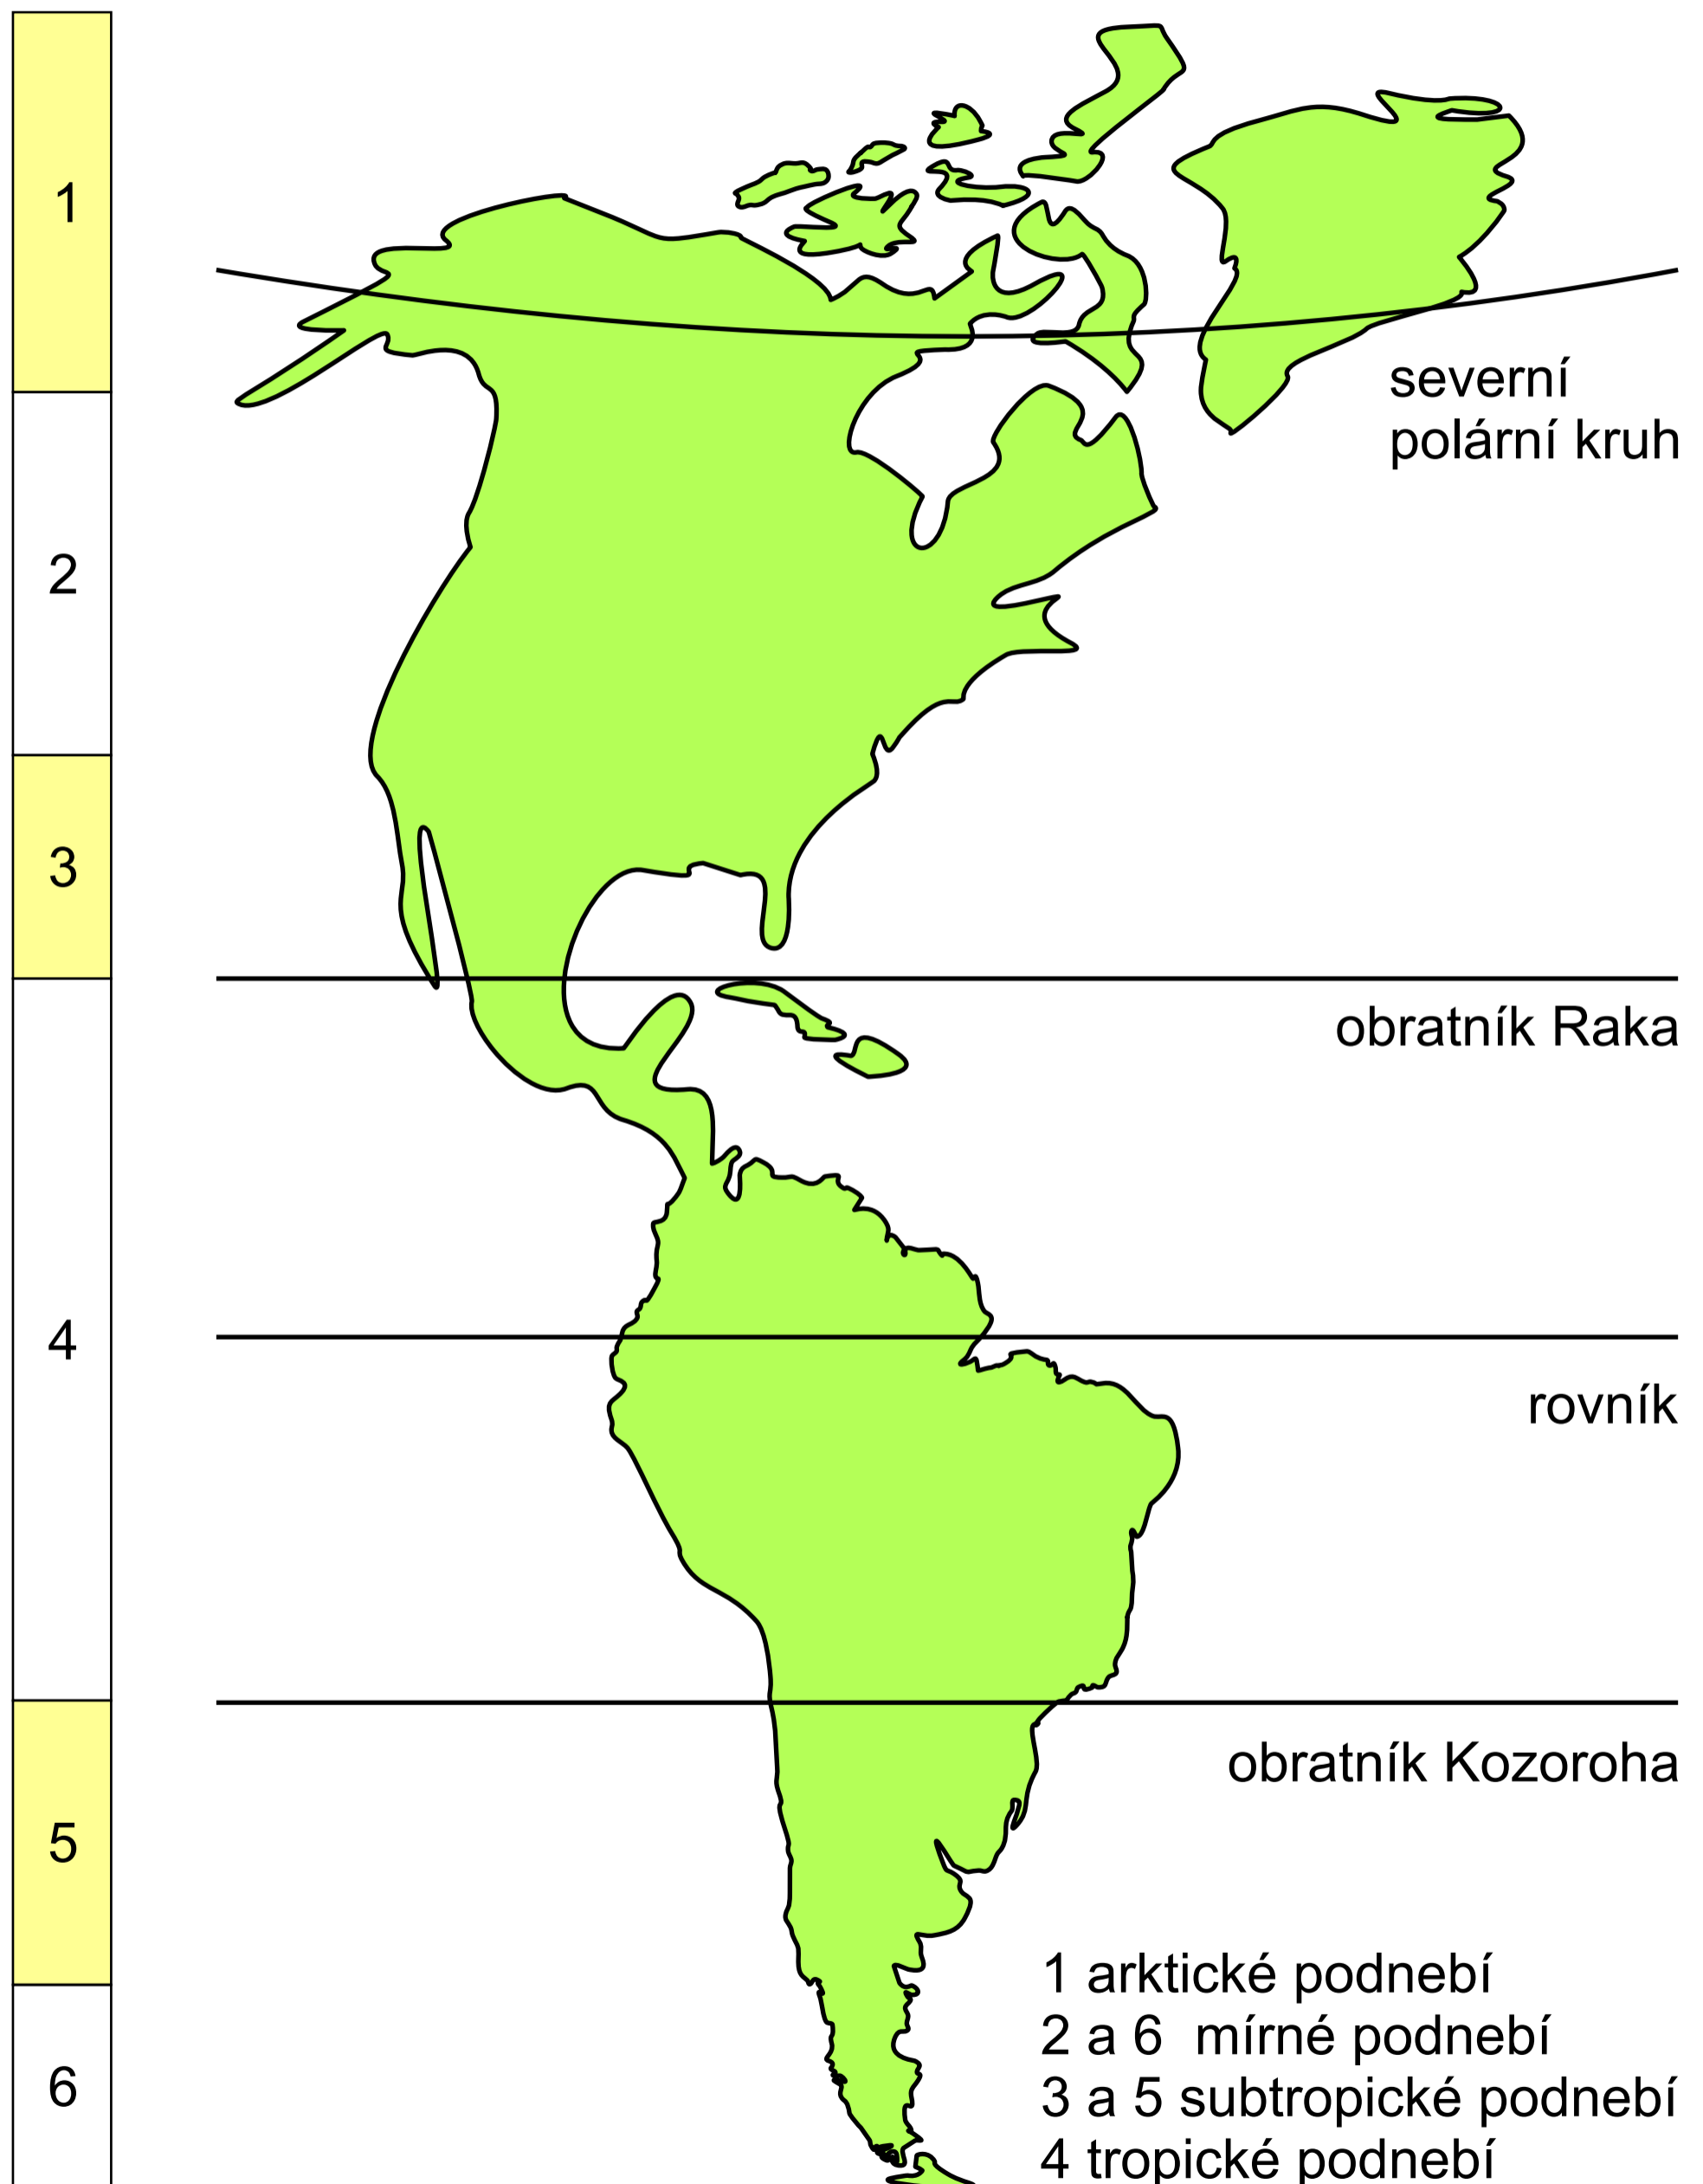 1
severní
polární kruh
2
3
obratník Raka
4
rovník
obratník Kozoroha
5
1 arktické podnebí
2 a 6 mírné podnebí
3 a 5 subtropické podnebí
4 tropické podnebí
6